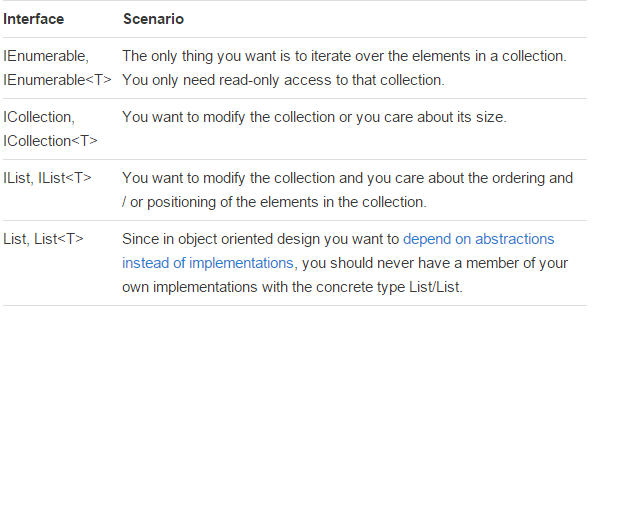 Interface Scenario
IEnumerable, The only thing you want is to iterate over the elements in a collection.
IEnumerable<T> You only need read-only access to that collection.
ICollection, You want to modify the collection or you care about its size.
ICollection<T>
IList, IList<T> You want to modify the collection and you care about the ordering and
/ or positioning of the elements in the collection.
List, List<T> Since in object oriented design you want to depend on abstractions
instead of implementations, you should never have a member of your
own implementations with the concrete type List/List.